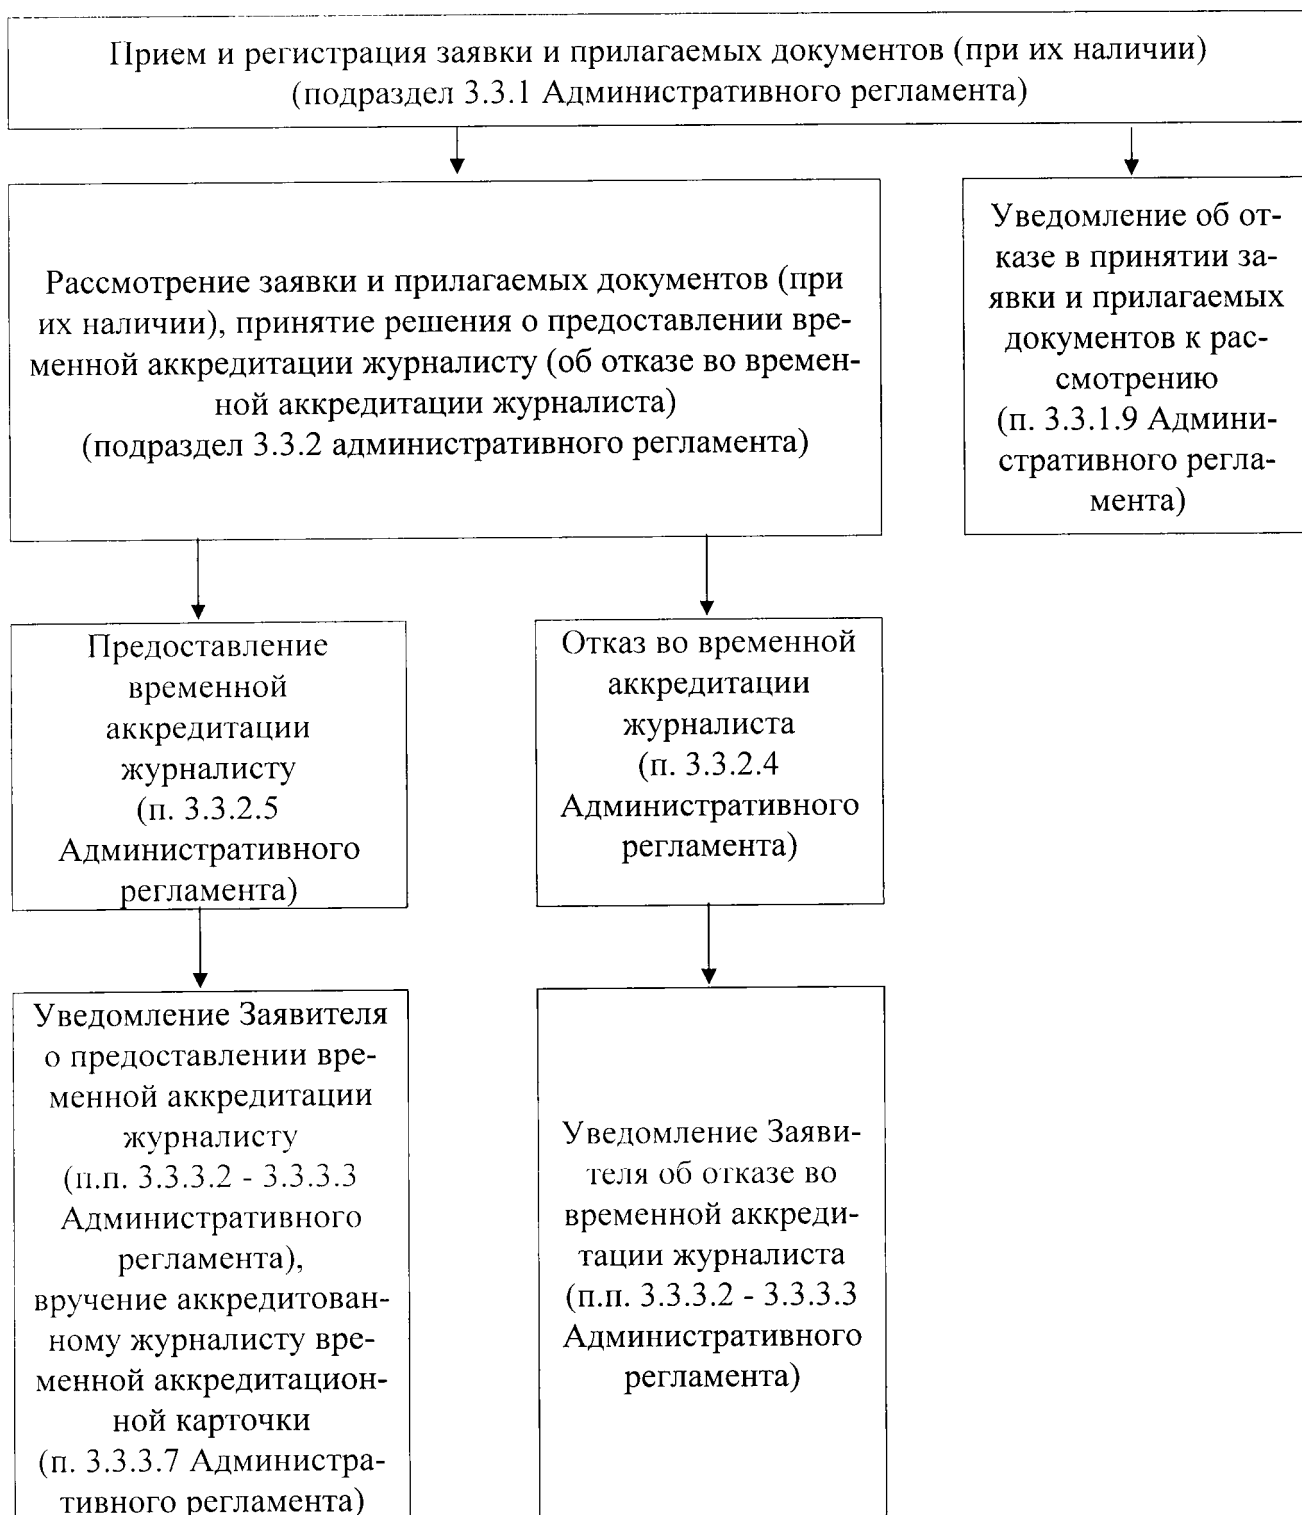 Прием и регистрация заявки и прилагаемых документов (при их наличии)
(подраздел 3.3.1 Административного регламента)
Рассмотрение заявки и прилагаемых документов (при
их наличии), принятие решения о предоставлении вре-
менной аккредитации журналисту (об отказе во времен-
ной аккредитации журналиста)
(подраздел 3.3.2 административного регламента)
Уведомление об от-
казе в принятии за-
явки и прилагаемых
документов к рас-
смотрению
(п. 3.3.1.9 Админи-
стративного регла-
мента)
Предоставление
временной
аккредитации
журналисту
(п. 3.3.2.5
Административного
регламента)
Отказ во временной
аккредитации
журналиста
(п. 3.3.2.4
Административного
регламента)
Уведомление Заявителя
о предоставлении вре-
менной аккредитации
журналисту
(п.п. 3.3.3.2 - 3.3.3.3
Административного
регламента),
вручение аккредитован-
ному журналисту вре-
менной аккредитацион-
ной карточки
(п. 3.3.3.7 Администра-
тивного регламента)
Уведомление Заяви-
теля об отказе во
временной аккреди-
тации журналиста
(п.п. 3.3.3.2 - 3.3.3.3
Административного
регламента)